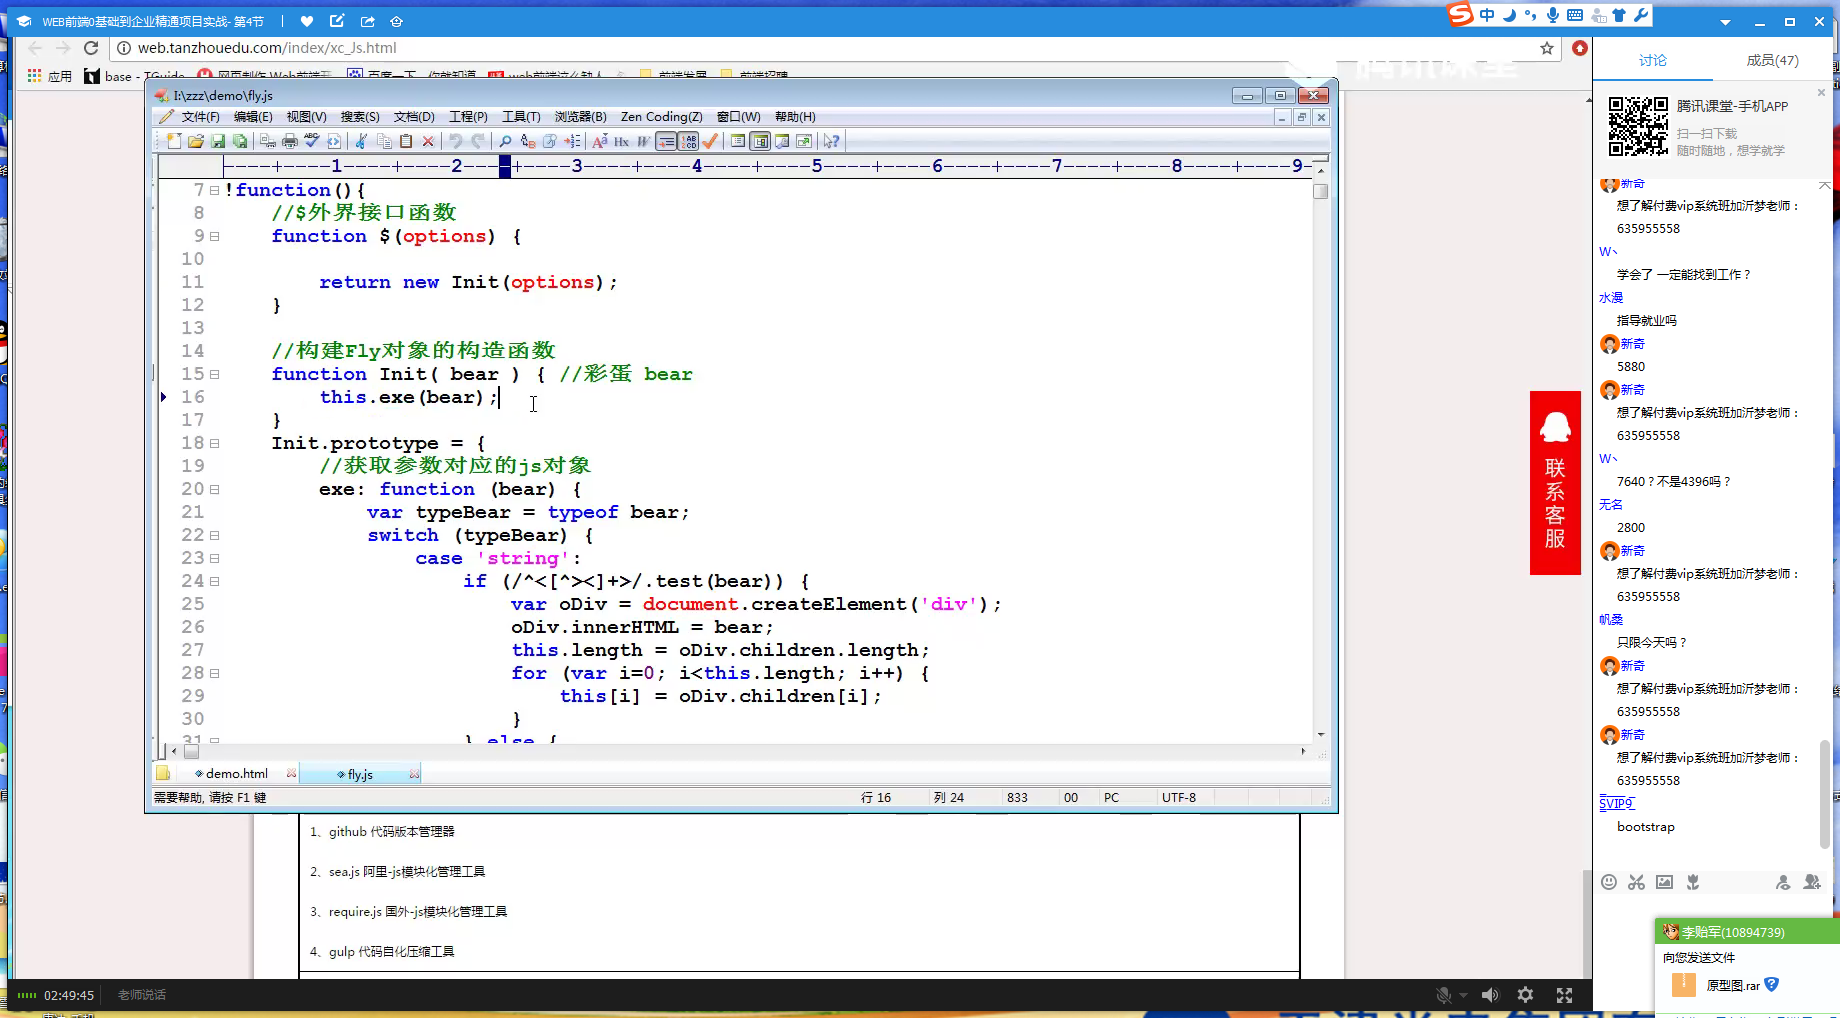 WEB前端0基础到企业精通项目实战- 第4节
web.tanzhouedu.com/index/xc_Js.html
应用
base - TGuide
网页制作 Web前端开
百度一下，你就知道
前端发展
前端招聘
腾讯课堂
I:\zzz\demo\fly.js
文件(F) 编辑(E) 视图(V) 搜索(S) 文档(D) 工程(P) 工具(T) 浏览器(B) Zen Coding(Z) 窗口(W) 帮助(H)
----+----1----+----2----+----3----+----4----+----5----+----6----+----7----+----8----+----9-
7 !function(){
8 //$外界接口函数
9 function $(options) {
10
11 return new Init(options);
12 }
13
14 //构建Fly对象的构造函数
15 function Init( bear ) { //彩蛋 bear
16 this.exe(bear);
17 }
18 Init.prototype = {
19 //获取参数对应的js对象
20 exe: function (bear) {
21 var typeBear = typeof bear;
22 switch (typeBear) {
23 case 'string':
24 if (/^<[^><]+>/.test(bear)) {
25 var oDiv = document.createElement('div');
26 oDiv.innerHTML = bear;
27 this.length = oDiv.children.length;
28 for (var i=0; i<this.length; i++) {
29 this[i] = oDiv.children[i];
30 }
31 } else {
demo.html
fly.js
需要帮助, 请按 F1 键
行 16 列 24 833 00 PC UTF-8
1、github 代码版本管理器
2、sea.js 阿里-js模块化管理工具
3、require.js 国外-js模块化管理工具
4、gulp 代码自化压缩工具
联系客服
02:49:45 老师说话
中
讨论 成员(47)
腾讯课堂-手机APP
扫一扫下载
随时随地，想学就学
新奇
想了解付费vip系统班加沂梦老师：
635955558
W丶
学会了 一定能找到工作？
水漫
指导就业吗
新奇
5880
新奇
想了解付费vip系统班加沂梦老师：
635955558
W丶
7640？不是4396吗？
无名
2800
新奇
想了解付费vip系统班加沂梦老师：
635955558
帆桑
只限今天吗？
新奇
想了解付费vip系统班加沂梦老师：
635955558
新奇
想了解付费vip系统班加沂梦老师：
635955558
SVIP9
bootstrap
李贻军(10894739)
向您发送文件
原型图.rar